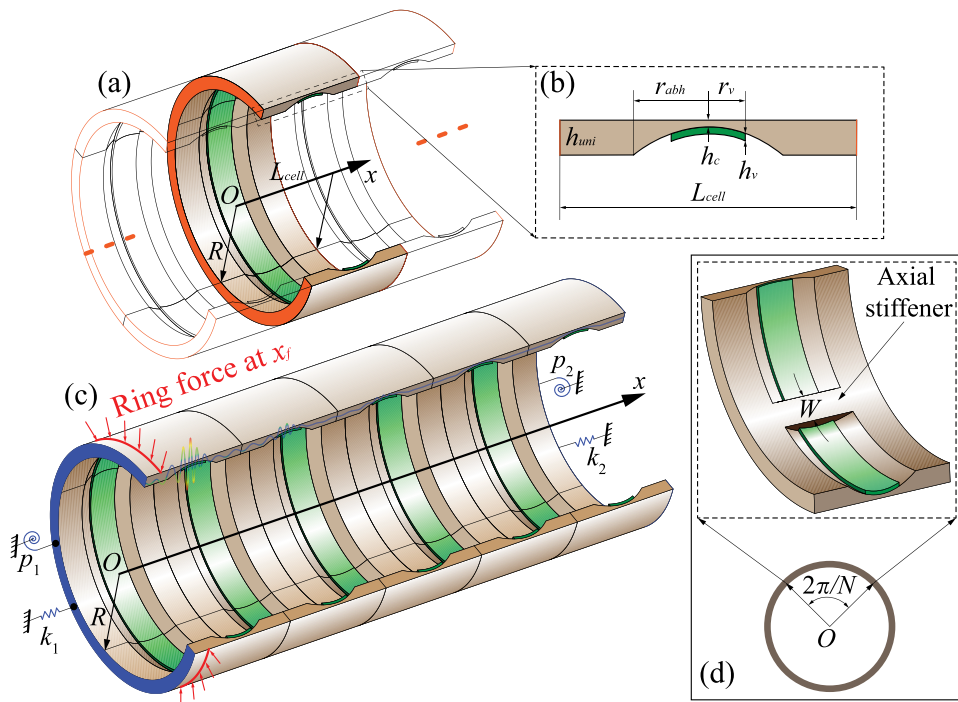 (a)
L_cell
x
O
R
(b)
r_abh
r_v
h_uni
h_c
h_v
L_cell
(c)
Ring force at x_f
p_2
x
k_2
O
p_1
R
k_1
Axial
stiffener
W
2π/N
O
(d)